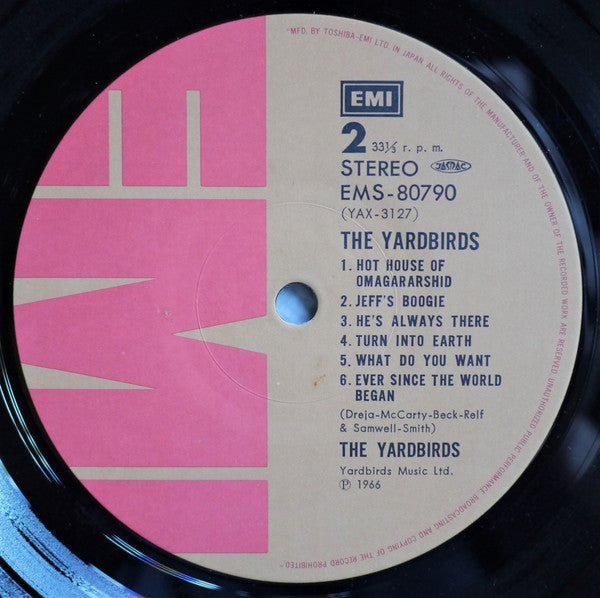 "MFD. BY TOSHIBA-EMI LTD. IN JAPAN ALL RIGHTS OF THE MANUFACTURER AND OF THE OWNER OF THE RECORDED WORK ARE RESERVED UNAUTHORIZED PUBLIC PERFORMANCE BROADCASTING AND COPYING OF THE RECORD PROHIBITED"
EMI
EMI
2 33⅓ r. p. m.
STEREO JASRAC
EMS-80790
(YAX-3127)
THE YARDBIRDS
1. HOT HOUSE OF
OMAGARARSHID
2. JEFF'S BOOGIE
3. HE'S ALWAYS THERE
4. TURN INTO EARTH
5. WHAT DO YOU WANT
6. EVER SINCE THE WORLD
BEGAN
(Dreja-McCarty-Beck-Relf
& Samwell-Smith)
THE YARDBIRDS
Yardbirds Music Ltd.
Ⓟ 1966